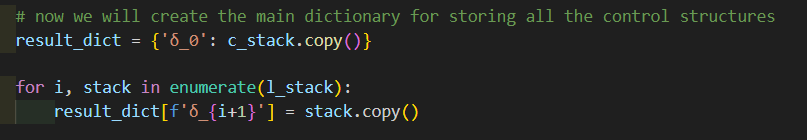 # now we will create the main dictionary for storing all the control structures
result_dict = {'δ_0': c_stack.copy()}
for i, stack in enumerate(l_stack):
    result_dict[f'δ_{i+1}'] = stack.copy()